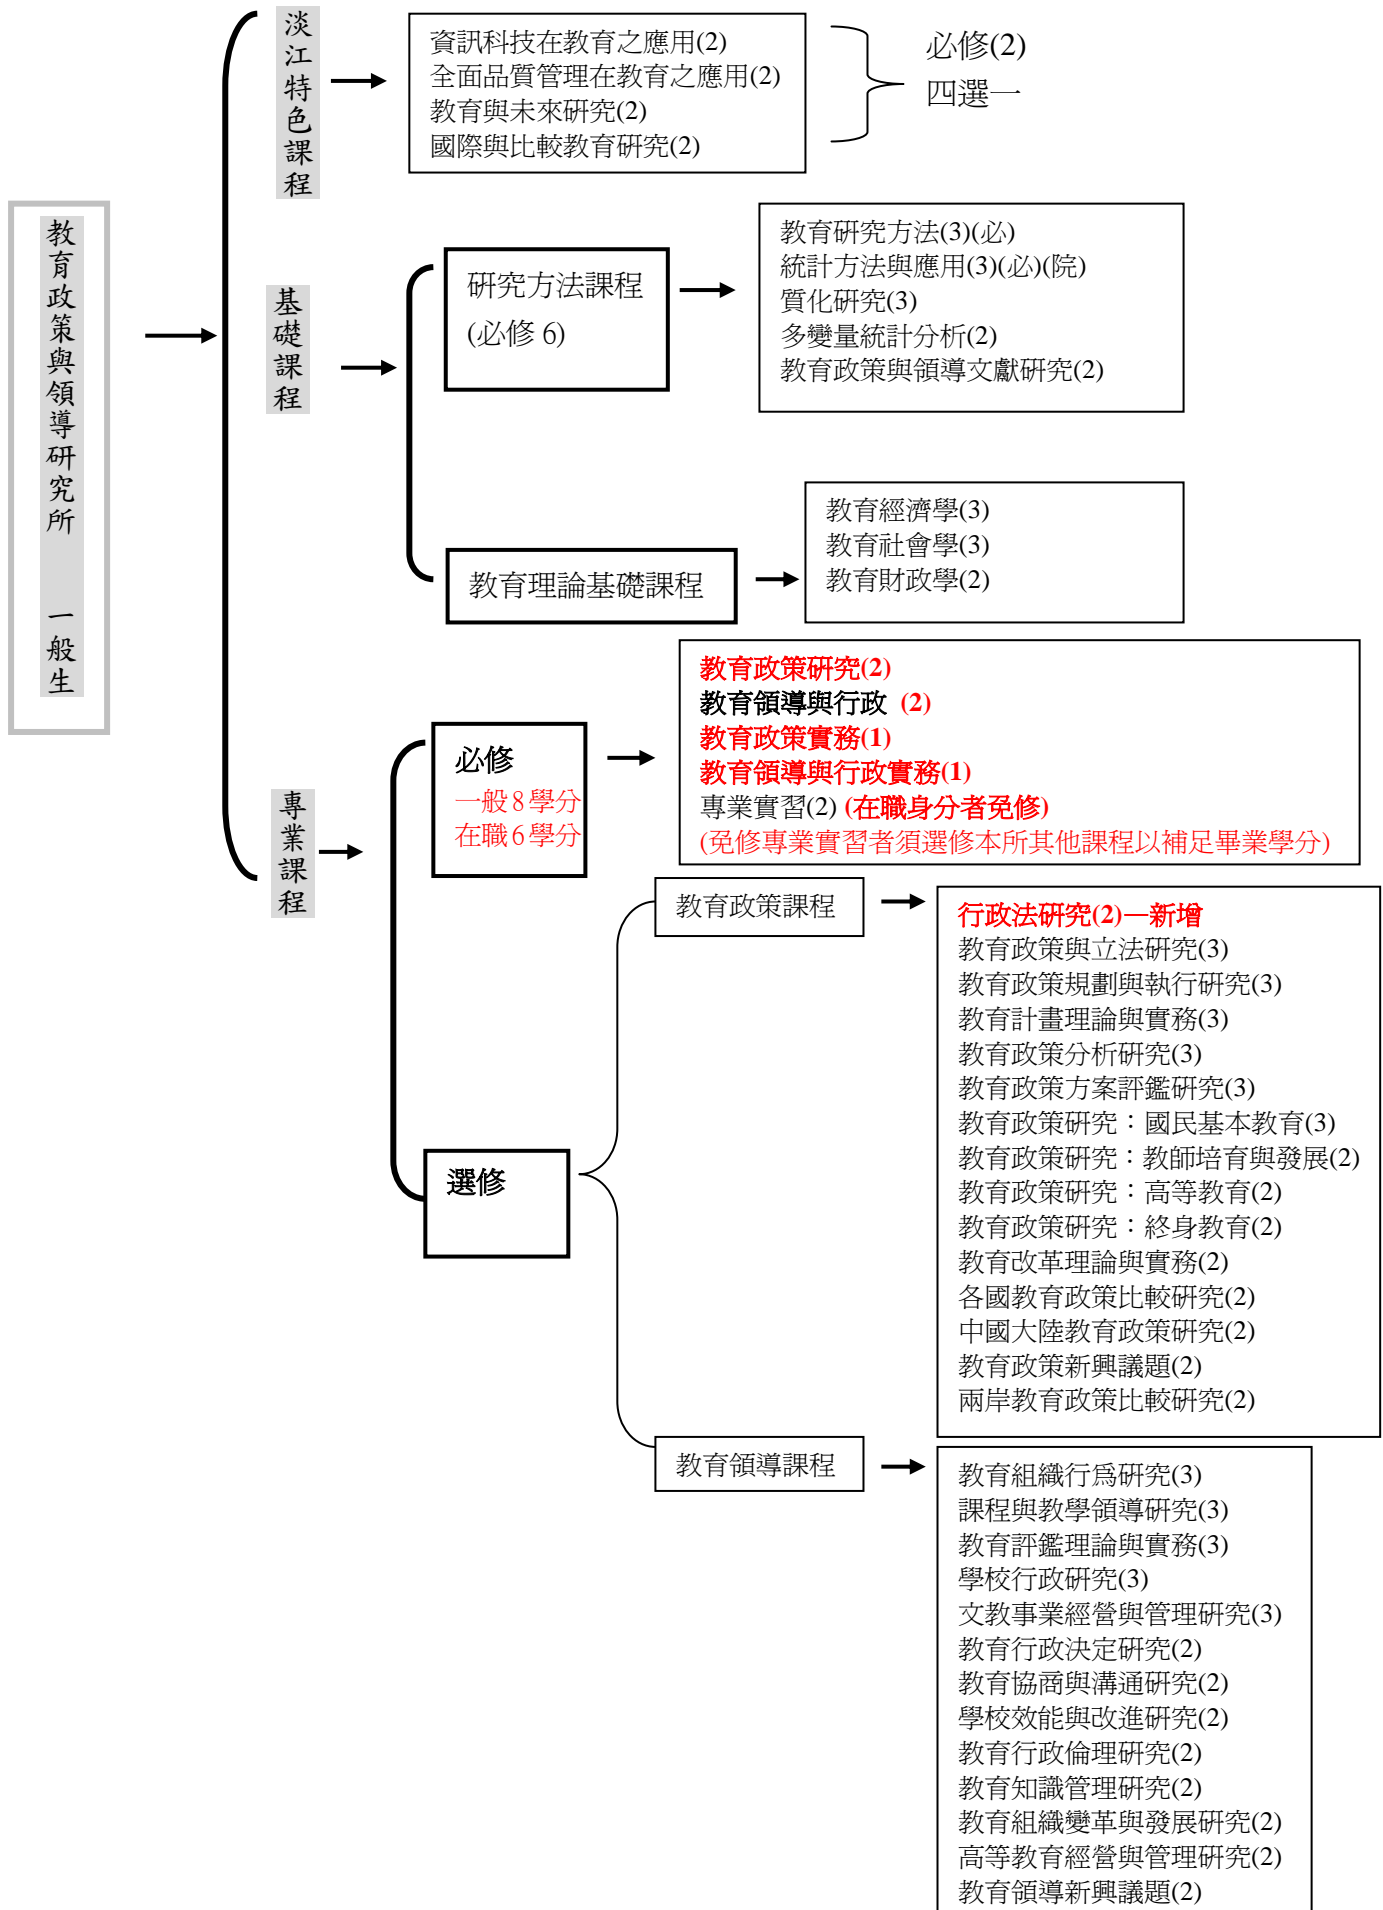 教育政策與領導研究所 一般生
淡江特色課程
資訊科技在教育之應用(2)
全面品質管理在教育之應用(2)
教育與未來研究(2)
國際與比較教育研究(2)
必修(2)
四選一
基礎課程
研究方法課程
(必修 6)
教育研究方法(3)(必)
統計方法與應用(3)(必)(院)
質化研究(3)
多變量統計分析(2)
教育政策與領導文獻研究(2)
教育理論基礎課程
教育經濟學(3)
教育社會學(3)
教育財政學(2)
專業課程
必修
一般8學分
在職6學分
教育政策研究(2)
教育領導與行政 (2)
教育政策實務(1)
教育領導與行政實務(1)
專業實習(2) (在職身分者免修)
(免修專業實習者須選修本所其他課程以補足畢業學分)
選修
教育政策課程
行政法研究(2)—新增
教育政策與立法研究(3)
教育政策規劃與執行研究(3)
教育計畫理論與實務(3)
教育政策分析研究(3)
教育政策方案評鑑研究(3)
教育政策研究：國民基本教育(3)
教育政策研究：教師培育與發展(2)
教育政策研究：高等教育(2)
教育政策研究：終身教育(2)
教育改革理論與實務(2)
各國教育政策比較研究(2)
中國大陸教育政策研究(2)
教育政策新興議題(2)
兩岸教育政策比較研究(2)
教育領導課程
教育組織行為研究(3)
課程與教學領導研究(3)
教育評鑑理論與實務(3)
學校行政研究(3)
文教事業經營與管理研究(3)
教育行政決定研究(2)
教育協商與溝通研究(2)
學校效能與改進研究(2)
教育行政倫理研究(2)
教育知識管理研究(2)
教育組織變革與發展研究(2)
高等教育經營與管理研究(2)
教育領導新興議題(2)